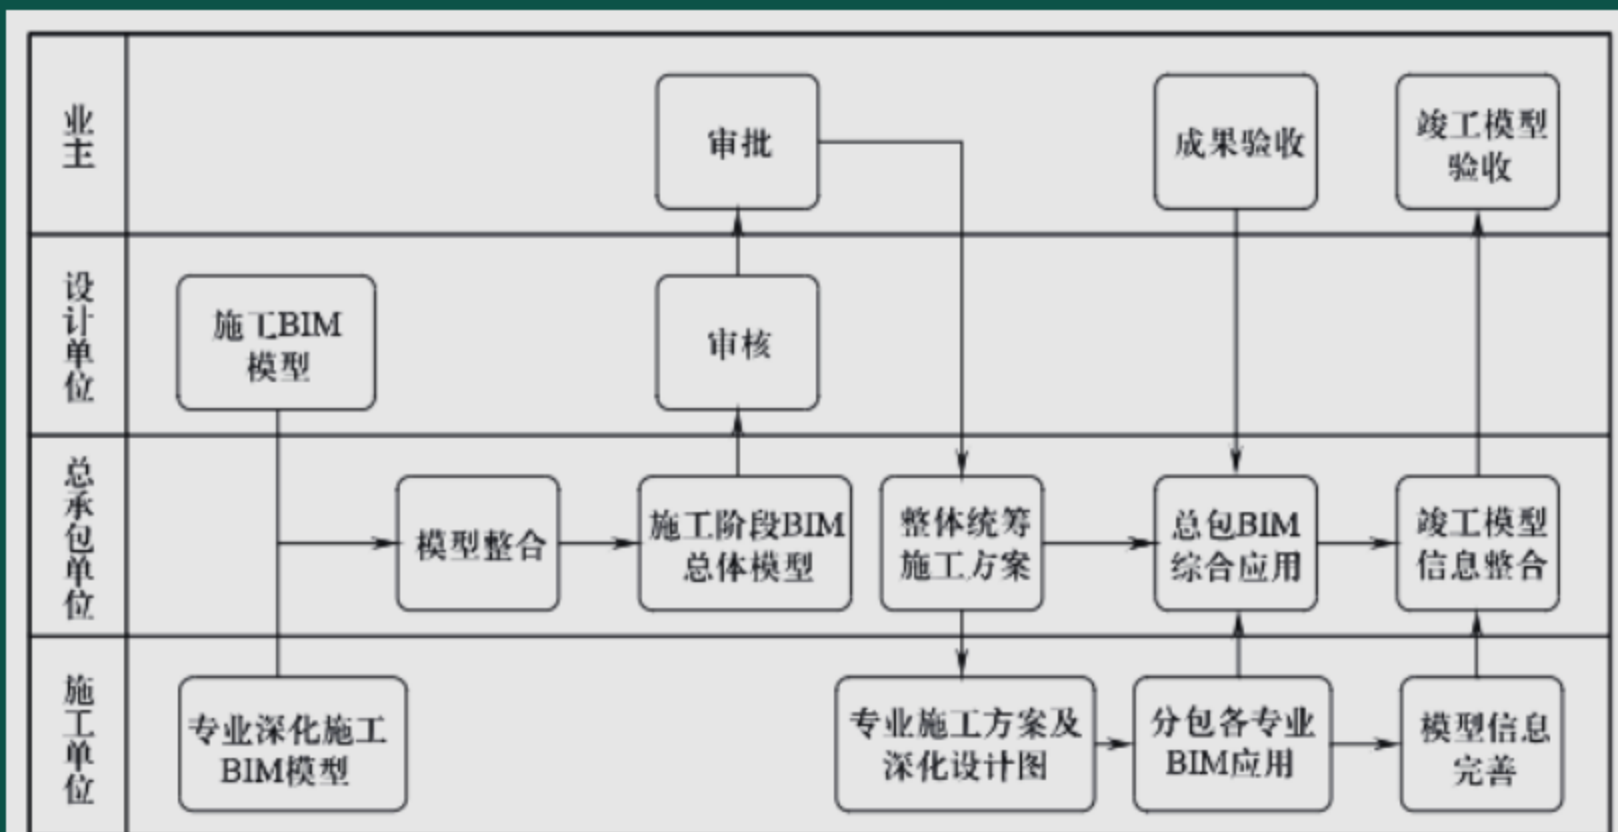 业主
审批
成果验收
竣工模型
验收
设计单位
施工BIM
模型
审核
总承包单位
模型整合
施工阶段BIM
总体模型
整体统筹
施工方案
总包BIM
综合应用
竣工模型
信息整合
施工单位
专业深化施工
BIM模型
专业施工方案及
深化设计图
分包各专业
BIM应用
模型信息
完善